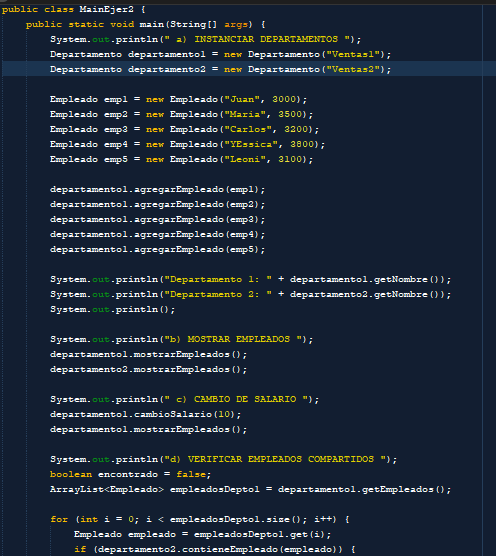 public class MainEjer2 {
public static void main(String[] args) {
System.out.println(" a) INSTANCIAR DEPARTAMENTOS ");
Departamento departamento1 = new Departamento("Ventas1");
Departamento departamento2 = new Departamento("Ventas2");
Empleado emp1 = new Empleado("Juan", 3000);
Empleado emp2 = new Empleado("Maria", 3500);
Empleado emp3 = new Empleado("Carlos", 3200);
Empleado emp4 = new Empleado("YEssica", 3800);
Empleado emp5 = new Empleado("Leoni", 3100);
departamento1.agregarEmpleado(emp1);
departamento1.agregarEmpleado(emp2);
departamento1.agregarEmpleado(emp3);
departamento1.agregarEmpleado(emp4);
departamento1.agregarEmpleado(emp5);
System.out.println("Departamento 1: " + departamento1.getNombre());
System.out.println("Departamento 2: " + departamento2.getNombre());
System.out.println();
System.out.println("b) MOSTRAR EMPLEADOS ");
departamento1.mostrarEmpleados();
departamento2.mostrarEmpleados();
System.out.println(" c) CAMBIO DE SALARIO ");
departamento1.cambioSalario(10);
departamento1.mostrarEmpleados();
System.out.println("d) VERIFICAR EMPLEADOS COMPARTIDOS ");
boolean encontrado = false;
ArrayList<Empleado> empleadosDepto1 = departamento1.getEmpleados();
for (int i = 0; i < empleadosDepto1.size(); i++) {
Empleado empleado = empleadosDepto1.get(i);
if (departamento2.contieneEmpleado(empleado)) {